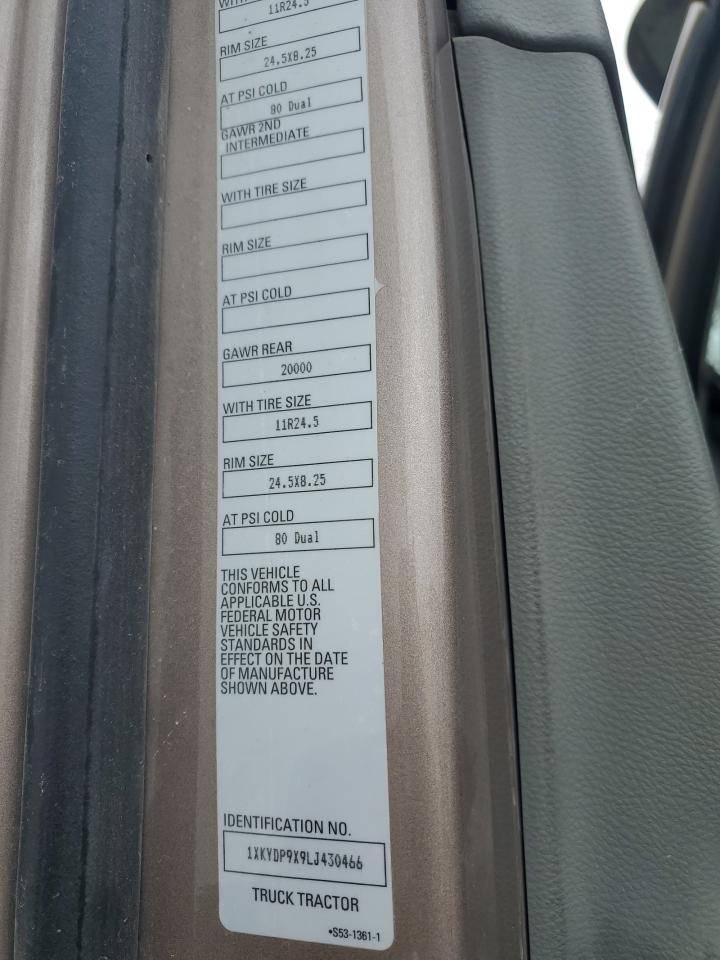 WITH
11R24.5
RIM SIZE
24.5X8.25
AT PSI COLD
80 Dual
GAWR 2ND
INTERMEDIATE
WITH TIRE SIZE
RIM SIZE
AT PSI COLD
GAWR REAR
20000
WITH TIRE SIZE
11R24.5
RIM SIZE
24.5X8.25
AT PSI COLD
80 Dual
THIS VEHICLE
CONFORMS TO ALL
APPLICABLE U.S.
FEDERAL MOTOR
VEHICLE SAFETY
STANDARDS IN
EFFECT ON THE DATE
OF MANUFACTURE
SHOWN ABOVE.
IDENTIFICATION NO.
1XKYDP9X9LJ430466
TRUCK TRACTOR
•S53-1361-1